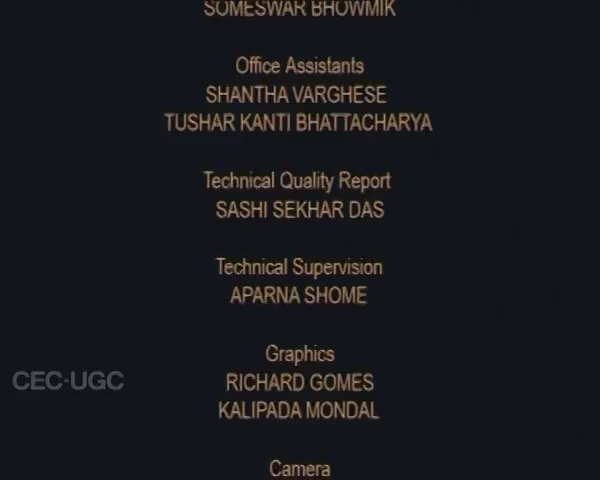 SOMESWAR BHOWMIK
Office Assistants
SHANTHA VARGHESE
TUSHAR KANTI BHATTACHARYA
Technical Quality Report
SASHI SEKHAR DAS
Technical Supervision
APARNA SHOME
Graphics
CEC-UGC
RICHARD GOMES
KALIPADA MONDAL
Camera